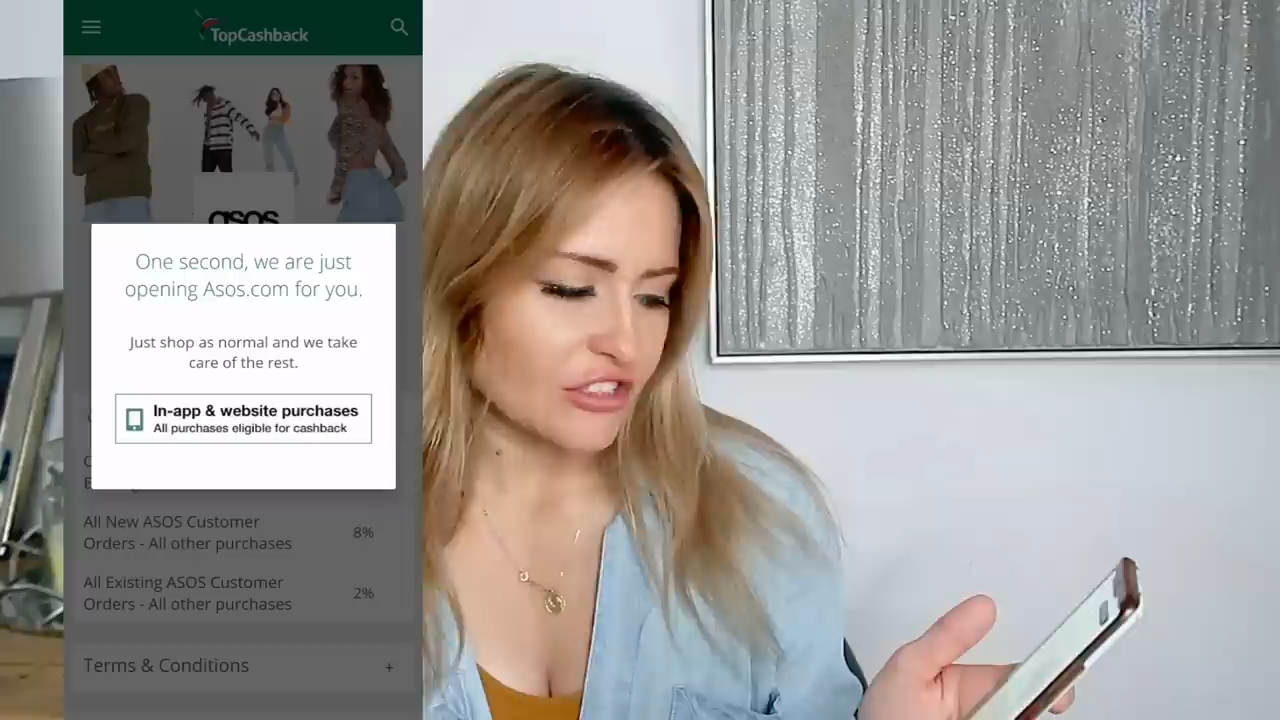 TopCashback
asos
One second, we are just
opening Asos.com for you.
Just shop as normal and we take
care of the rest.
In-app & website purchases
All purchases eligible for cashback
All New ASOS Customer
Orders - All other purchases
8%
All Existing ASOS Customer
Orders - All other purchases
2%
Terms & Conditions
+